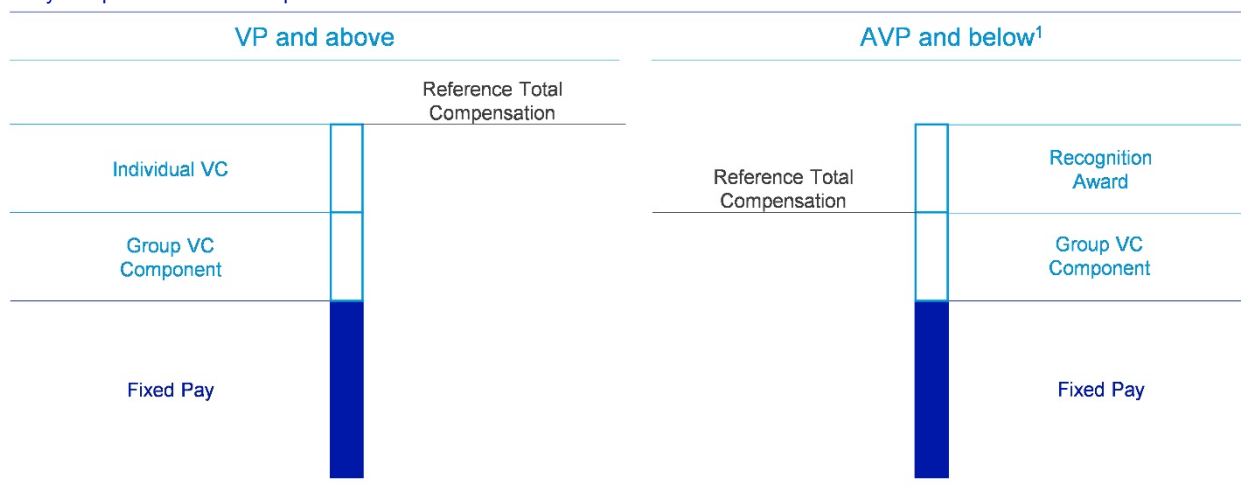 VP and above
AVP and below1
Reference Total
Compensation
Individual VC
Recognition
Award
Reference Total
Compensation
Group VC
Component
Group VC
Component
Fixed Pay
Fixed Pay